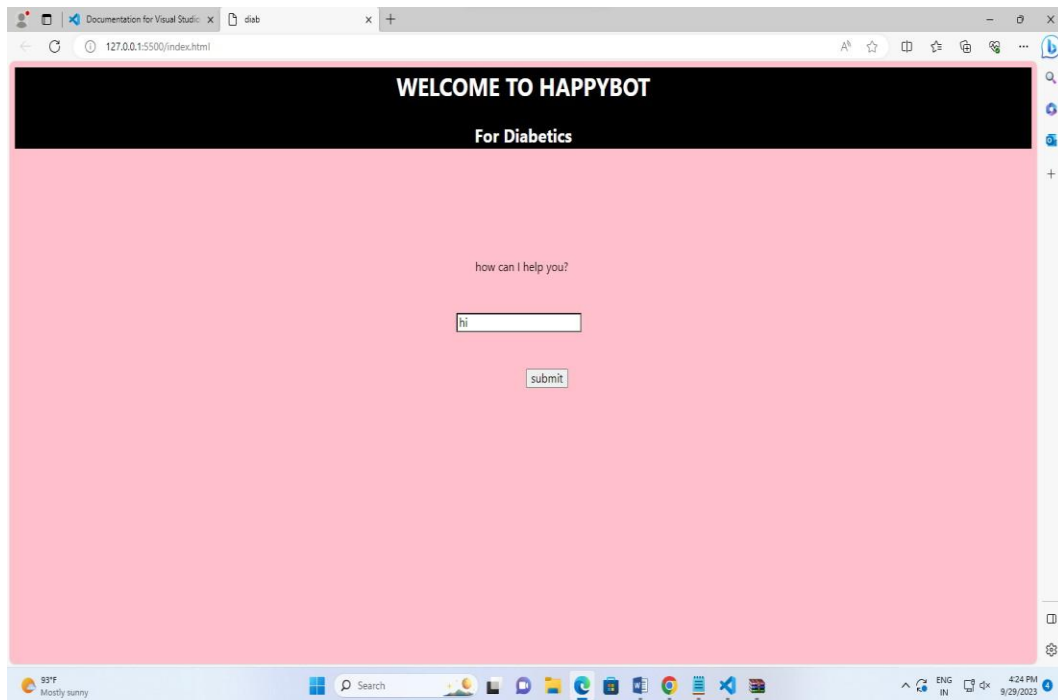 Documentation for Visual Studio
diab
127.0.0.1:5500/index.html
WELCOME TO HAPPYBOT
For Diabetics
how can I help you?
hi
submit
93°F
Mostly sunny
Search
ENG
IN
4:24 PM
9/29/2023
4